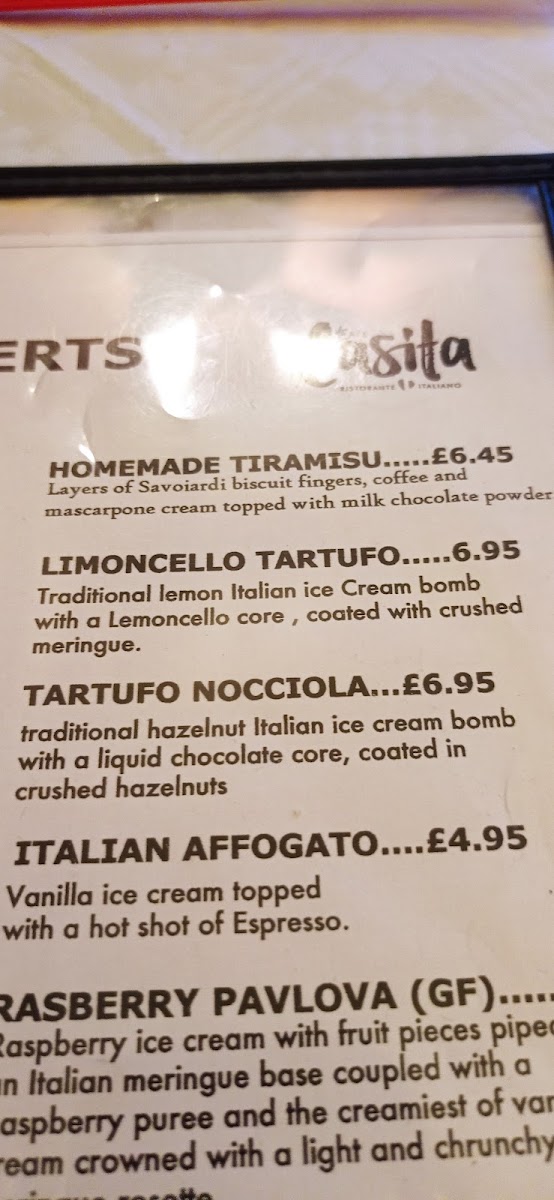 ERTS
Casita
RISTORANTE ITALIANO
HOMEMADE TIRAMISU.....£6.45
Layers of Savoiardi biscuit fingers, coffee and
mascarpone cream topped with milk chocolate powder
LIMONCELLO TARTUFO.....6.95
Traditional lemon Italian ice Cream bomb
with a Lemoncello core , coated with crushed
meringue.
TARTUFO NOCCIOLA...£6.95
traditional hazelnut Italian ice cream bomb
with a liquid chocolate core, coated in
crushed hazelnuts
ITALIAN AFFOGATO....£4.95
Vanilla ice cream topped
with a hot shot of Espresso.
RASBERRY PAVLOVA (GF).....
Raspberry ice cream with fruit pieces piped
an Italian meringue base coupled with a
aspberry puree and the creamiest of van
ream crowned with a light and chrunchy